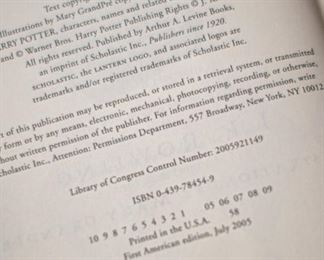 Text copyr
Illustrations by Mary GrandPré cop
RRY POTTER, characters, names and related
and © Warner Bros. Harry Potter Publishing Rights © J.
All rights reserved. Published by Arthur A. Levine Books,
an imprint of Scholastic Inc., Publishers since 1920.
SCHOLASTIC, the LANTERN LOGO, and associated logos are
trademarks and/or registered trademarks of Scholastic Inc.
rt of this publication may be reproduced, or stored in a retrieval system, or transmitted
y form or by any means, electronic, mechanical, photocopying, recording, or otherwise,
hout written permission of the publisher. For information regarding permission, write
cholastic Inc., Attention: Permissions Department, 557 Broadway, New York, NY 10012
Library of Congress Control Number: 2005921149
ISBN 0-439-78454-9
10 9 8 7 6 5 4 3 2 1 05 06 07 08 09
Printed in the U.S.A. 58
First American edition, July 2005